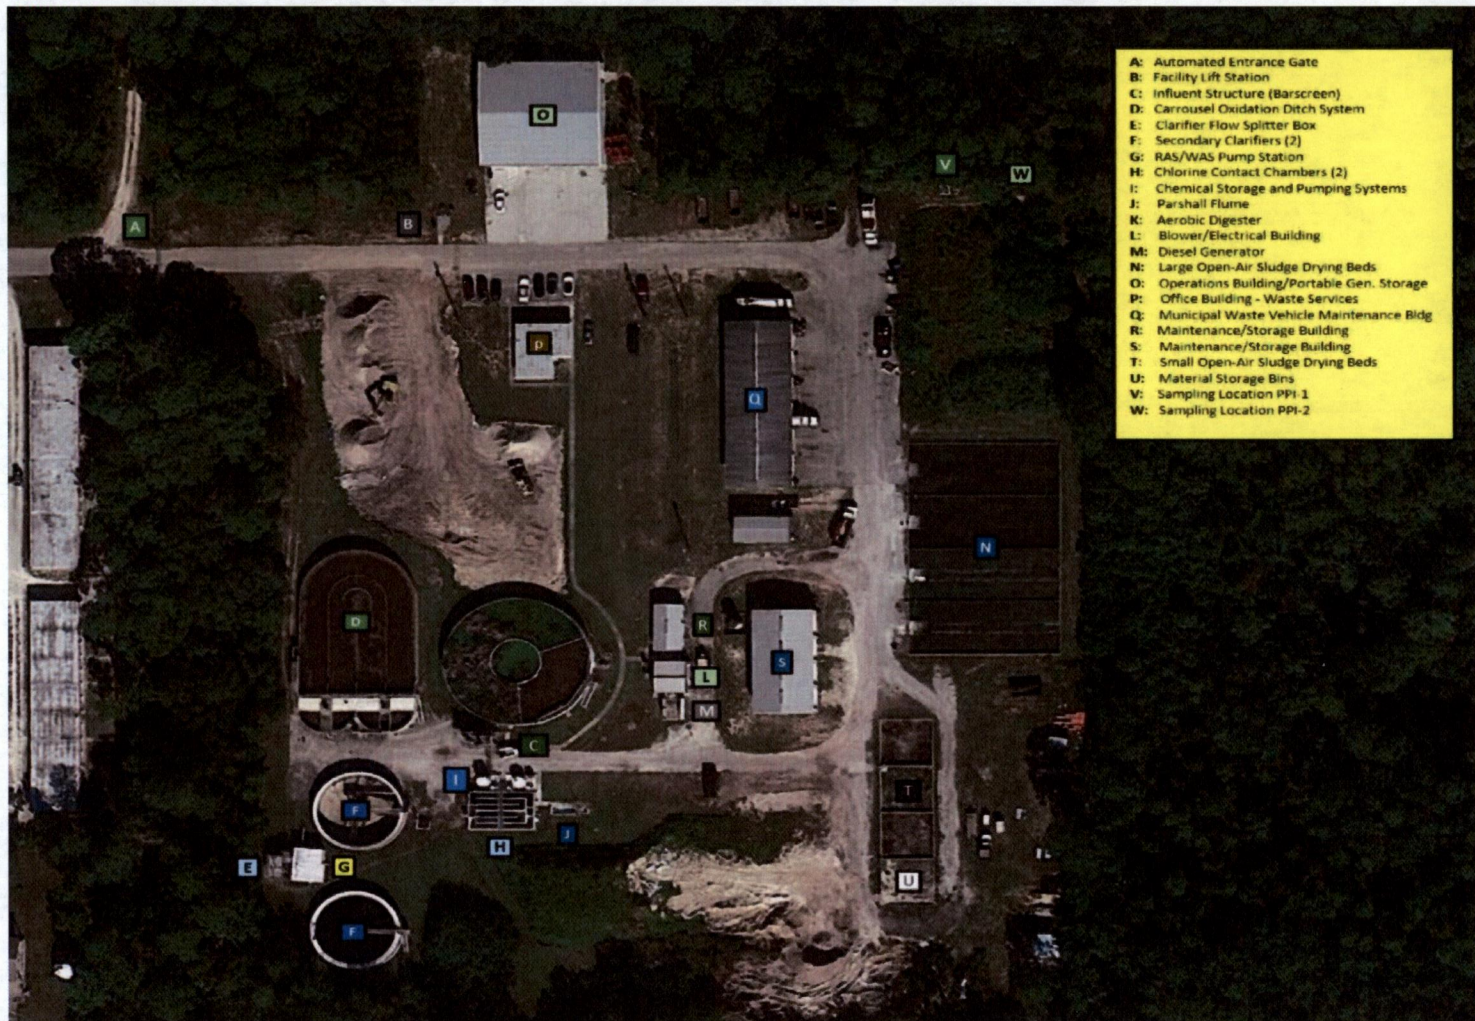 A: Automated Entrance Gate
B: Facility Lift Station
C: Influent Structure (Barscreen)
D: Carrousel Oxidation Ditch System
E: Clarifier Flow Splitter Box
F: Secondary Clarifiers (2)
G: RAS/WAS Pump Station
H: Chlorine Contact Chambers (2)
I: Chemical Storage and Pumping Systems
J: Parshall Flume
K: Aerobic Digester
L: Blower/Electrical Building
M: Diesel Generator
N: Large Open-Air Sludge Drying Beds
O: Operations Building/Portable Gen. Storage
P: Office Building - Waste Services
Q: Municipal Waste Vehicle Maintenance Bldg
R: Maintenance/Storage Building
S: Maintenance/Storage Building
T: Small Open-Air Sludge Drying Beds
U: Material Storage Bins
V: Sampling Location PPI-1
W: Sampling Location PPI-2
O
V
W
A
B
p
Q
N
D
R
S
L
M
C
I
T
F
J
H
E
G
U
F